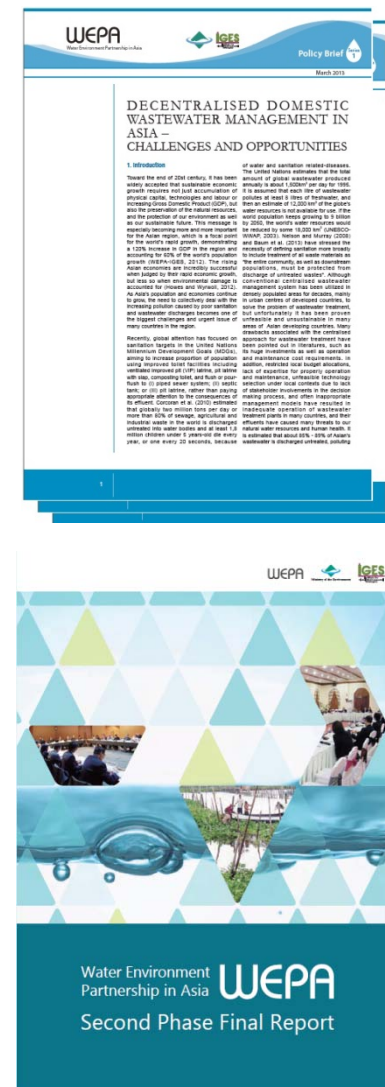 WEPA
Water Environment Partnership in Asia
IGES
Policy Brief
Series
1
March 2015
DECENTRALISED DOMESTIC
WASTEWATER MANAGEMENT IN
ASIA –
CHALLENGES AND OPPORTUNITIES
1. Introduction
Toward the end of 20st century, it has been
widely accepted that sustainable economic
growth requires not just accumulation of
physical capital, technologies and labour or
increasing Gross Domestic Product (GDP), but
also the preservation of the natural resources,
and the protection of our environment as well
as our sustainable future. This message is
especially becoming more and more important
for the Asian region, which is a focal point
for the world's rapid growth, demonstrating
a 120% increase in GDP in the region and
accounting for 60% of the world's population
growth (WEPA-IGES, 2012). The rising
Asian economies are incredibly successful
when judged by their rapid economic growth,
but less so when environmental damage is
accounted for (Howes and Wyrwoll, 2012).
As Asia's population and economies continue
to grow, the need to collectively deal with the
increasing pollution caused by poor sanitation
and wastewater discharges becomes one of
the biggest challenges and urgent issue of
many countries in the region.
Recently, global attention has focused on
sanitation targets in the United Nations
Millennium Development Goals (MDGs),
aiming to increase proportion of population
using improved toilet facilities including
ventilated improved pit (VIP) latrine, pit latrine
with slap, composting toilet, and flush or pour-
flush to (i) piped sewer system; (ii) septic
tank; or (iii) pit latrine, rather than paying
appropriate attention to the consequences of
its effluent. Corcoran et al. (2010) estimated
that globally two million tons per day or
more than 80% of sewage, agricultural and
industrial waste in the world is discharged
untreated into water bodies and at least 1.8
million children under 5 years-old die every
year, or one every 20 seconds, because
of water and sanitation related-diseases.
The United Nations estimates that the total
amount of global wastewater produced
annually is about 1,500km³ per day for 1995.
It is assumed that each litre of wastewater
pollutes at least 8 litres of freshwater, and
then an estimate of 12,000 km³ of the globe's
water resources is not available for use. If the
world population keeps growing to 9 billion
by 2050, the world's water resources would
be reduced by some 18,000 km³ (UNESCO-
WWAP, 2003). Nelson and Murray (2008)
and Baum et al. (2013) have stressed the
necessity of defining sanitation more broadly
to include treatment of all waste materials as
"the entire community, as well as downstream
populations, must be protected from
discharge of untreated wastes". Although
conventional centralised wastewater
management system has been utilized in
densely populated areas for decades, mainly
in urban centres of developed countries, to
solve the problem of wastewater treatment,
but unfortunately it has been proven
unfeasible and unsustainable in many
areas of Asian developing countries. Many
drawbacks associated with the centralised
approach for wastewater treatment have
been pointed out in literatures, such as
its huge investments as well as operation
and maintenance cost requirements. In
addition, restricted local budget allocations,
lack of expertise for properly operation
and maintenance, unfeasible technology
selection under local contexts due to lack
of stakeholder involvements in the decision
making process, and often inappropriate
management models have resulted in
inadequate operation of wastewater
treatment plants in many countries, and their
effluents have caused many threats to our
natural water resources and human health. It
is estimated that about 85% - 89% of Asian's
wastewater is discharged untreated, polluting
1
WEPA
Ministry of the Environment
IGES
Water Environment
Partnership in Asia
WEPA
Second Phase Final Report